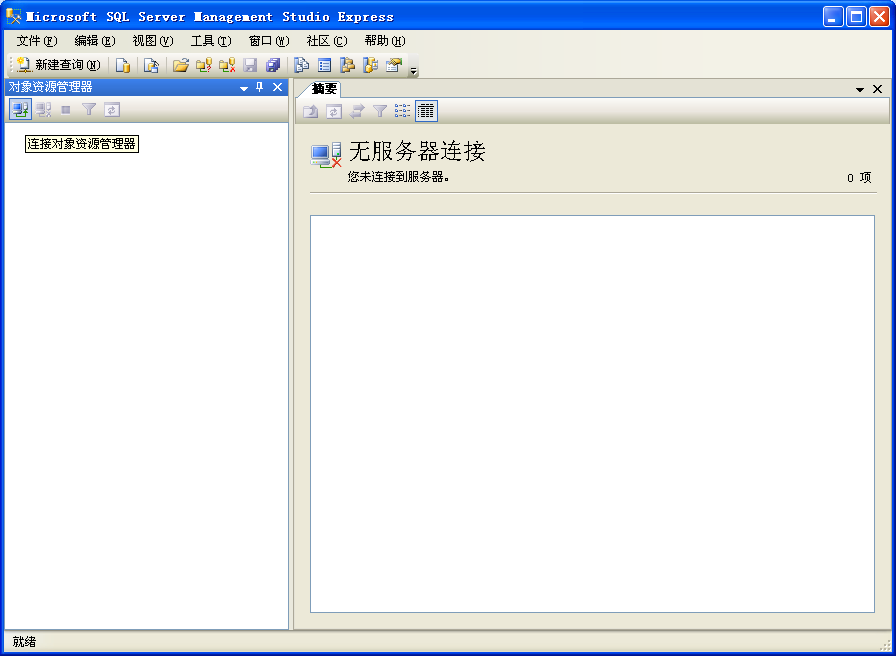 Microsoft SQL Server Management Studio Express
文件(F) 编辑(E) 视图(V) 工具(T) 窗口(W) 社区(C) 帮助(H)
新建查询(N)
对象资源管理器
摘要
连接对象资源管理器
无服务器连接
您未连接到服务器。
0 项
就绪